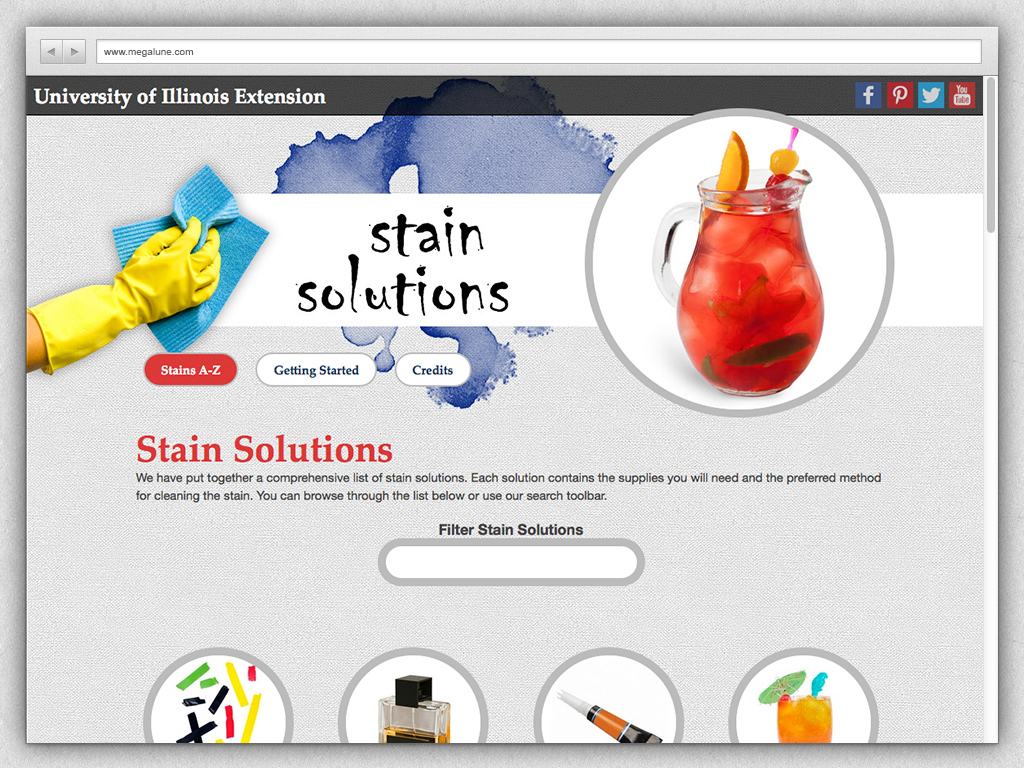 www.megalune.com
University of Illinois Extension
f
You
Tube
stain
solutions
Stains A-Z
Getting Started
Credits
Stain Solutions
We have put together a comprehensive list of stain solutions. Each solution contains the supplies you will need and the preferred method
for cleaning the stain. You can browse through the list below or use our search toolbar.
Filter Stain Solutions